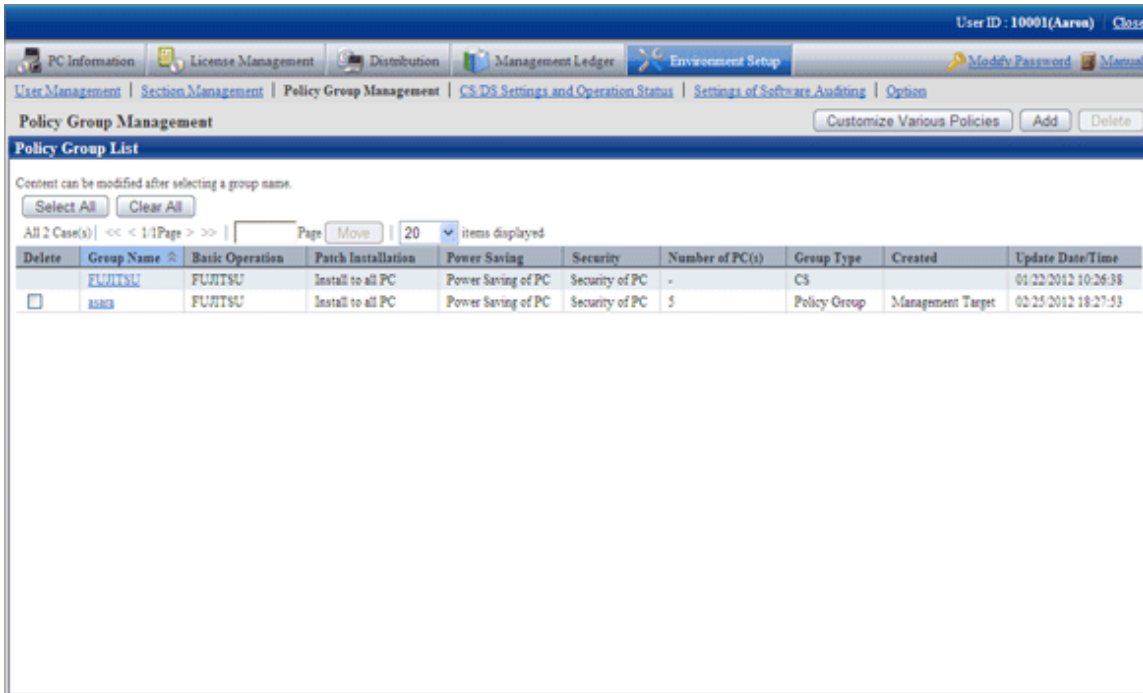 User ID : 10001(Aaron) Close
PC Information License Management Distribution Management Ledger Environment Setup Modify Password Manual
User Management | Section Management | Policy Group Management | CS/DS Settings and Operation Status | Settings of Software Auditing | Option
Policy Group Management Customize Various Policies Add Delete
Policy Group List
Content can be modified after selecting a group name.
Select All Clear All
All 2 Case(s)| << < 1/1Page > >> | Page Move | 20 items displayed
Delete Group Name Basic Operation Patch Installation Power Saving Security Number of PC(s) Group Type Created Update Date/Time
FUJITSU FUJITSU Install to all PC Power Saving of PC Security of PC - CS 01/22/2012 10:26:38
asara FUJITSU Install to all PC Power Saving of PC Security of PC 5 Policy Group Management Target 02/25/2012 18:27:53